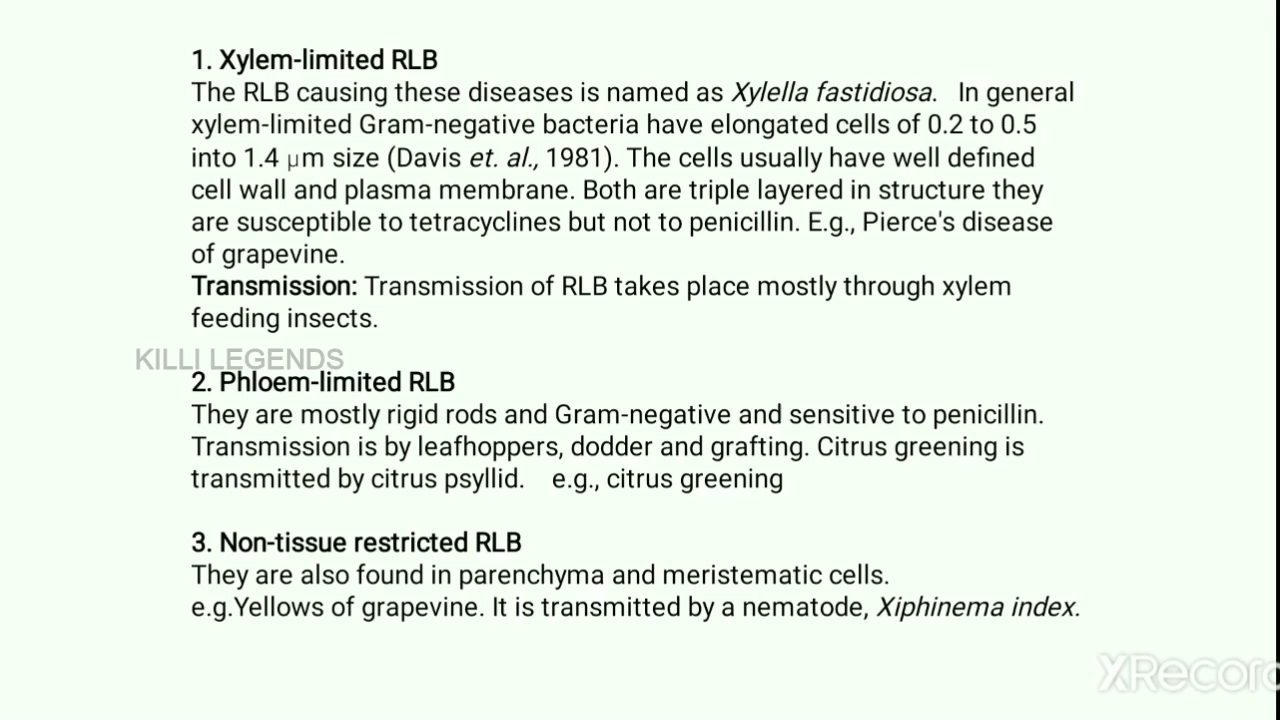 1. Xylem-limited RLB
The RLB causing these diseases is named as Xylella fastidiosa. In general
xylem-limited Gram-negative bacteria have elongated cells of 0.2 to 0.5
into 1.4 µm size (Davis et. al., 1981). The cells usually have well defined
cell wall and plasma membrane. Both are triple layered in structure they
are susceptible to tetracyclines but not to penicillin. E.g., Pierce's disease
of grapevine.
Transmission: Transmission of RLB takes place mostly through xylem
feeding insects.
KILLI LEGENDS
2. Phloem-limited RLB
They are mostly rigid rods and Gram-negative and sensitive to penicillin.
Transmission is by leafhoppers, dodder and grafting. Citrus greening is
transmitted by citrus psyllid. e.g., citrus greening
3. Non-tissue restricted RLB
They are also found in parenchyma and meristematic cells.
e.g.Yellows of grapevine. It is transmitted by a nematode, Xiphinema index.
XRecord